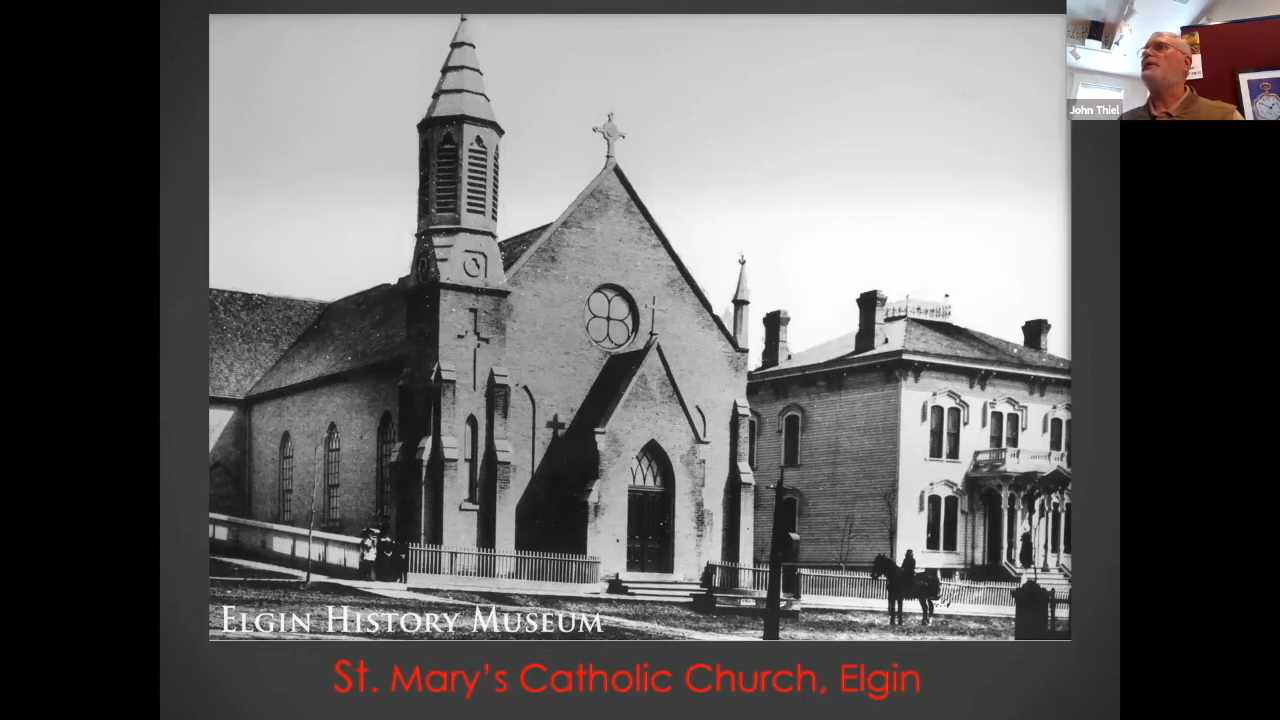 John Thiel
Elgin History Museum
St. Mary's Catholic Church, Elgin